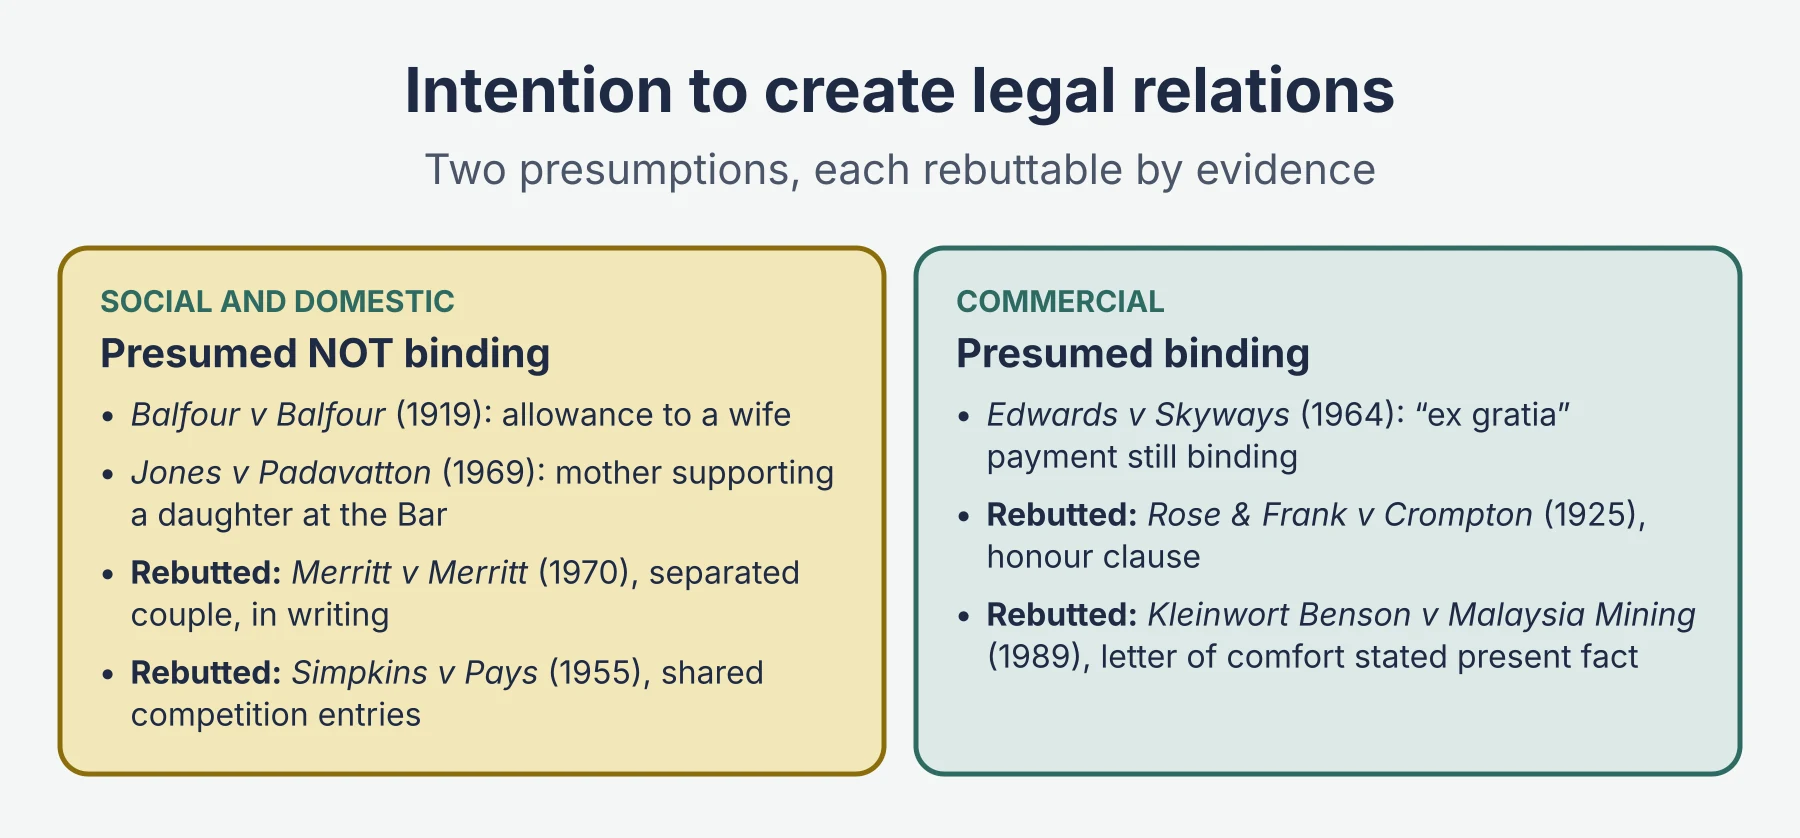 Intention to create legal relations
Two presumptions, each rebuttable by evidence
SOCIAL AND DOMESTIC
Presumed NOT binding
• Balfour v Balfour (1919): allowance to a wife
• Jones v Padavatton (1969): mother supporting
a daughter at the Bar
• Rebutted: Merritt v Merritt (1970), separated
couple, in writing
• Rebutted: Simpkins v Pays (1955), shared
competition entries
COMMERCIAL
Presumed binding
• Edwards v Skyways (1964): “ex gratia”
payment still binding
• Rebutted: Rose & Frank v Crompton (1925),
honour clause
• Rebutted: Kleinwort Benson v Malaysia Mining
(1989), letter of comfort stated present fact